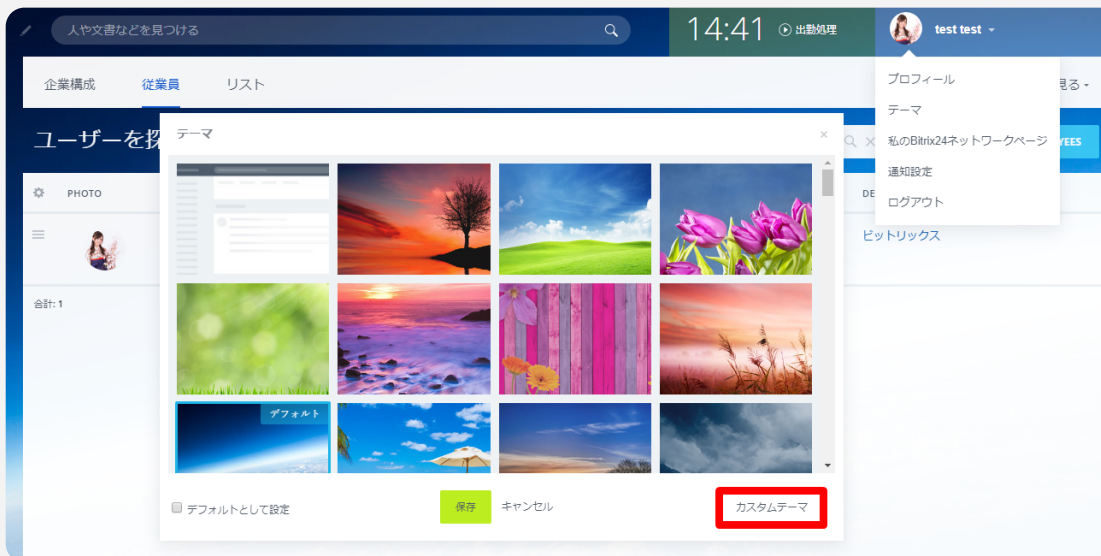 人や文書などを見つける
14:41
出勤処理
test test
企業構成
従業員
リスト
見る
プロフィール
テーマ
私のBitrix24ネットワークページ
通知設定
ログアウト
ユーザーを探
YEES
テーマ
PHOTO
DE
ビットリックス
合計: 1
デフォルト
デフォルトとして設定
保存
キャンセル
カスタムテーマ